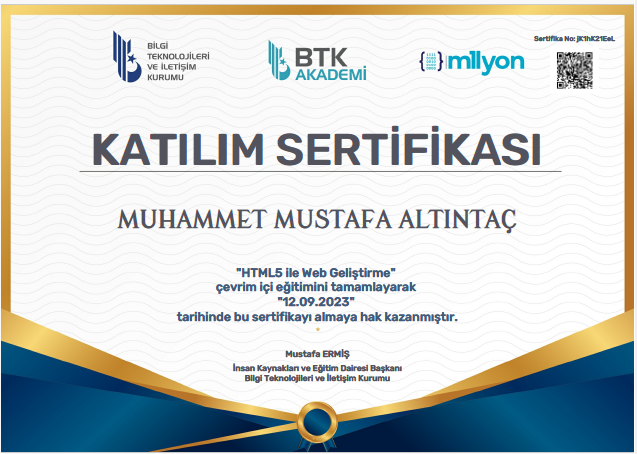 BİLGİ
TEKNOLOJİLERİ
VE İLETİŞİM
KURUMU
BTK
AKADEMİ
m1lyon
Sertifika No: jK1hK21EeL
KATILIM SERTİFİKASI
MUHAMMET MUSTAFA ALTINTAÇ
"HTML5 ile Web Geliştirme"
çevrim içi eğitimini tamamlayarak
"12.09.2023"
tarihinde bu sertifikayı almaya hak kazanmıştır.
Mustafa ERMİŞ
İnsan Kaynakları ve Eğitim Dairesi Başkanı
Bilgi Teknolojileri ve İletişim Kurumu